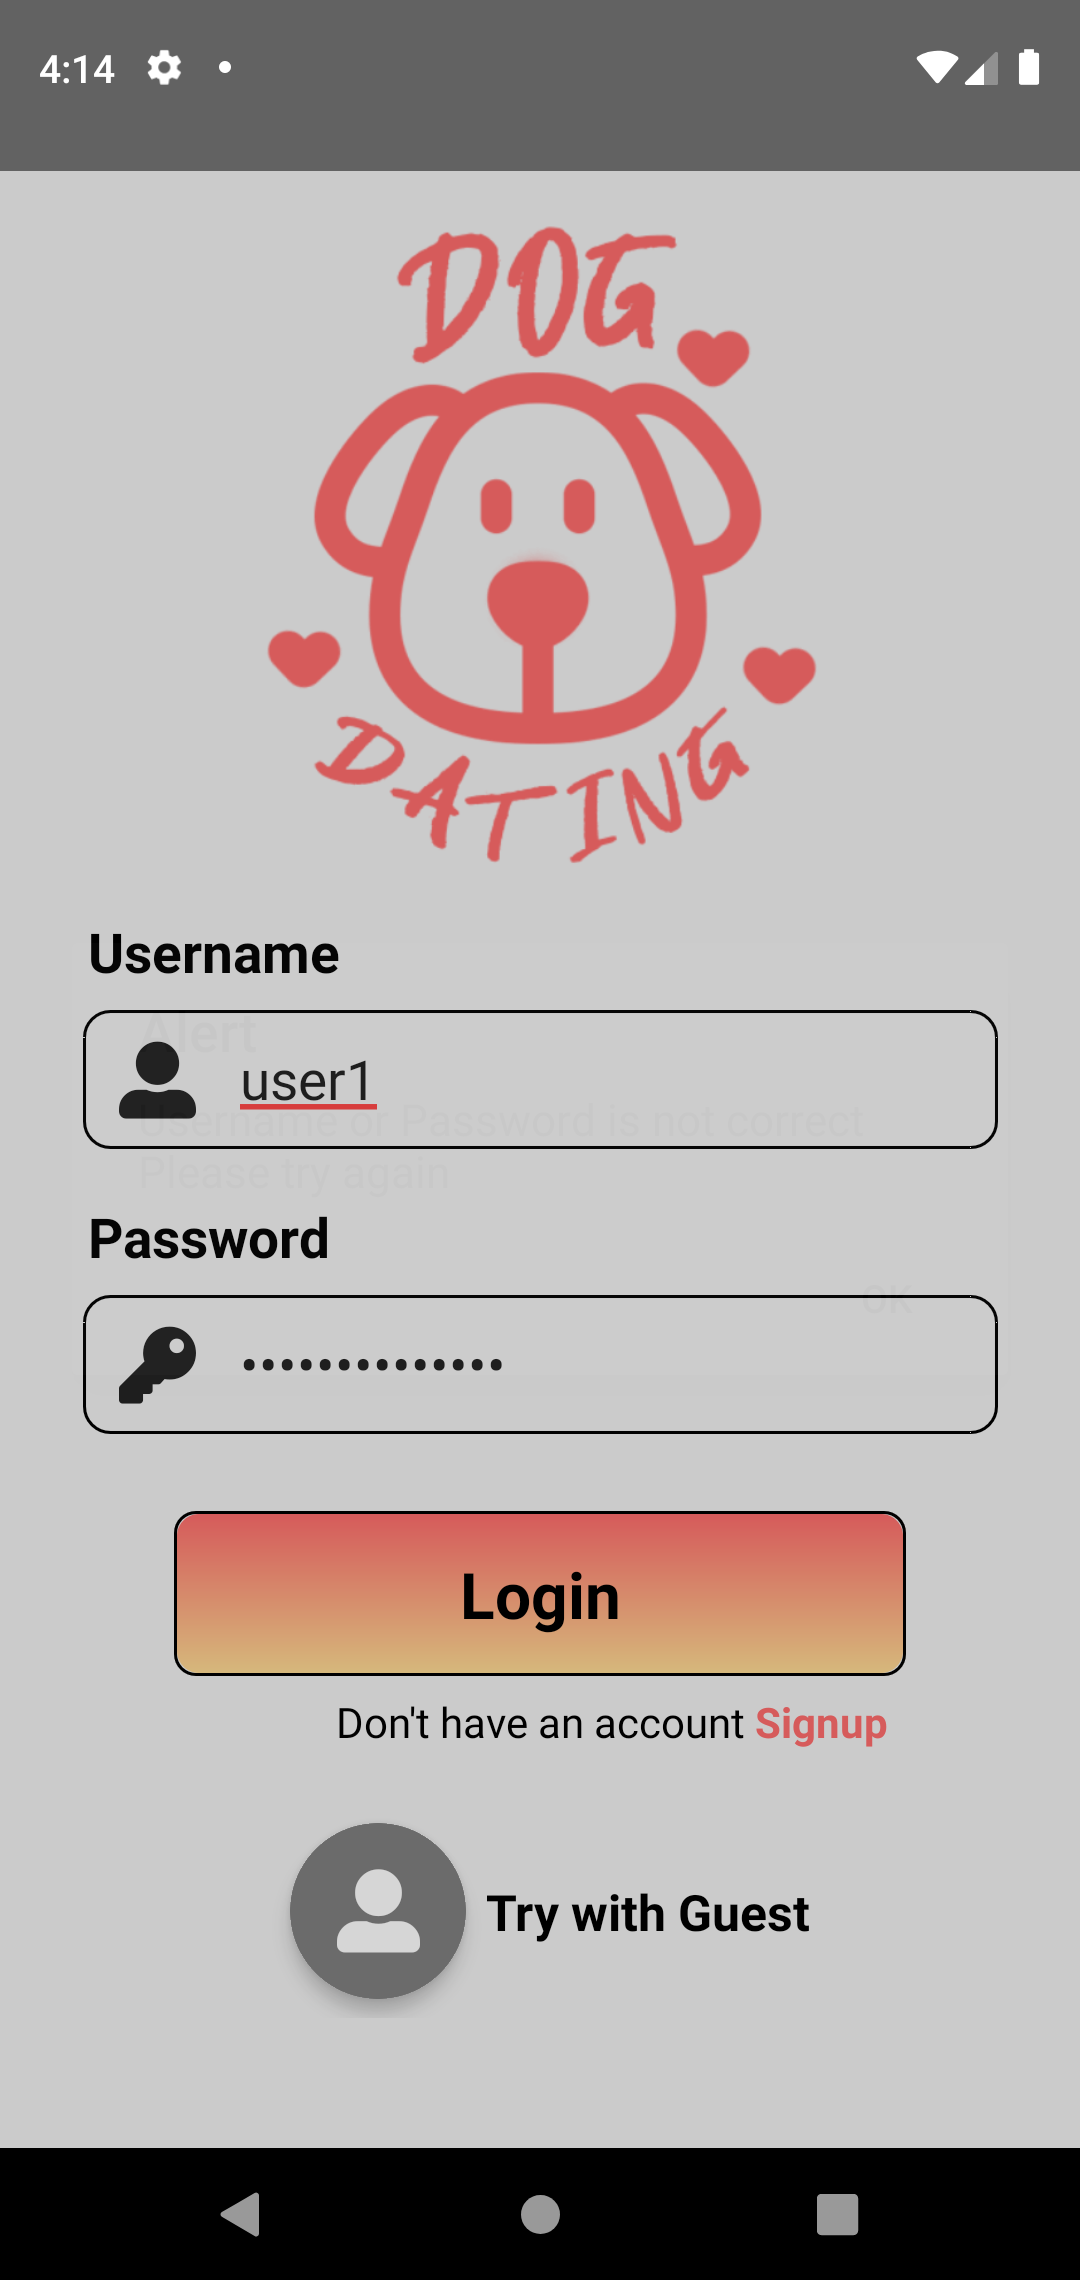 4:14
DOG
DATING
Username
Alert
user1
Username or Password is not correct
Please try again
Password
OK
••••••••••••••
Login
Don't have an account Signup
Try with Guest